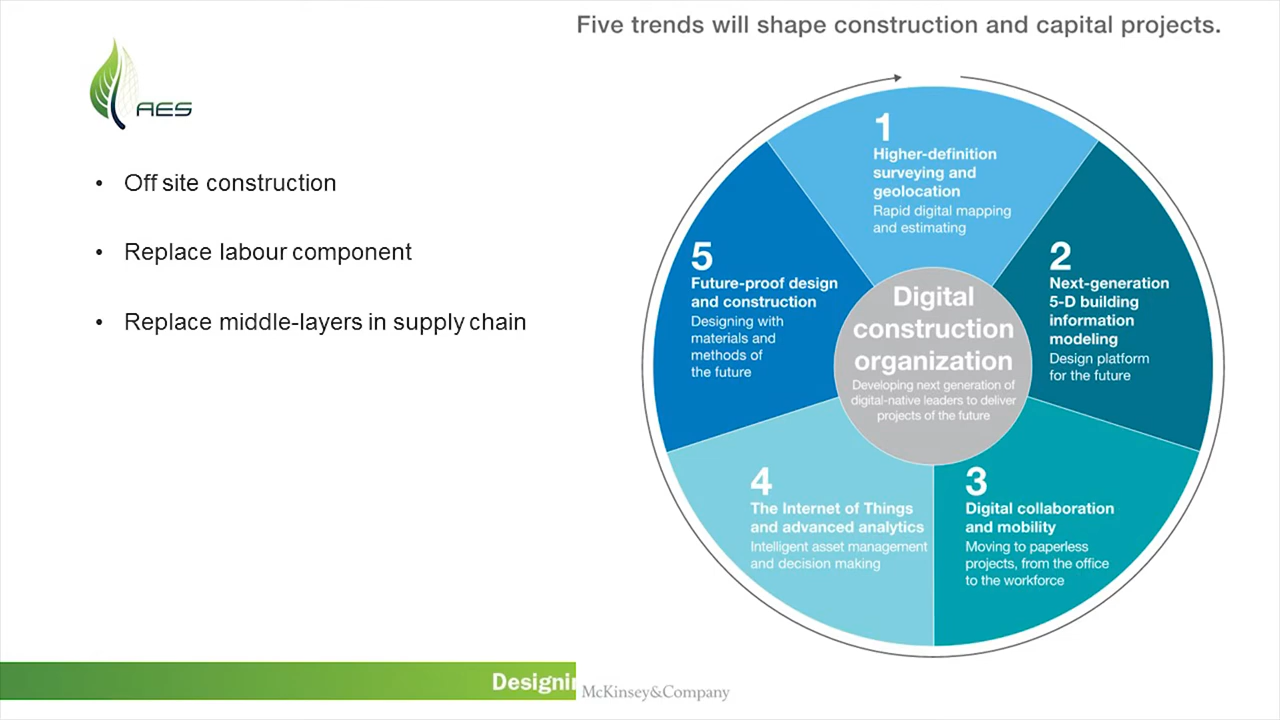 Five trends will shape construction and capital projects.
AES
• Off site construction
• Replace labour component
• Replace middle-layers in supply chain
1
Higher-definition
surveying and
geolocation
Rapid digital mapping
and estimating
2
Next-generation
5-D building
information
modeling
Design platform
for the future
3
Digital collaboration
and mobility
Moving to paperless
projects, from the office
to the workforce
4
The Internet of Things
and advanced analytics
Intelligent asset management
and decision making
5
Future-proof design
and construction
Designing with
materials and
methods of
the future
Digital
construction
organization
Developing next generation of
digital-native leaders to deliver
projects of the future
McKinsey&Company